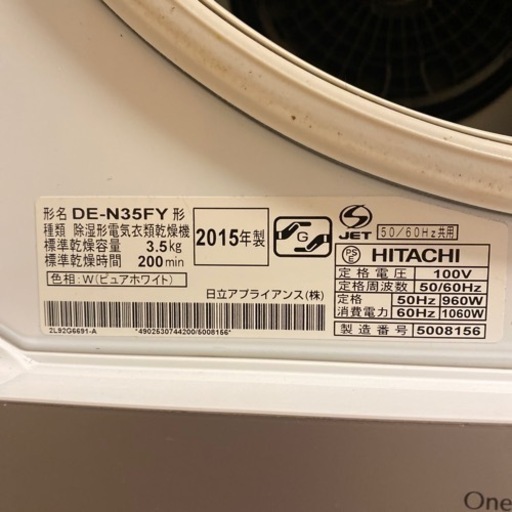 形名 DE-N35FY 形
種類 除湿形電気衣類乾燥機
標準乾燥容量 3.5kg
標準乾燥時間 200min
色相:W(ピュアホワイト)
2015年製
G
S
JET
50/60Hz共用
PS
E
HITACHI
定格電圧 100V
定格周波数 50/60Hz
定格 50Hz 960W
消費電力 60Hz 1060W
製造番号 5008156
日立アプライアンス(株)
2L92G6691-A
*4902530744200/5008156*
One